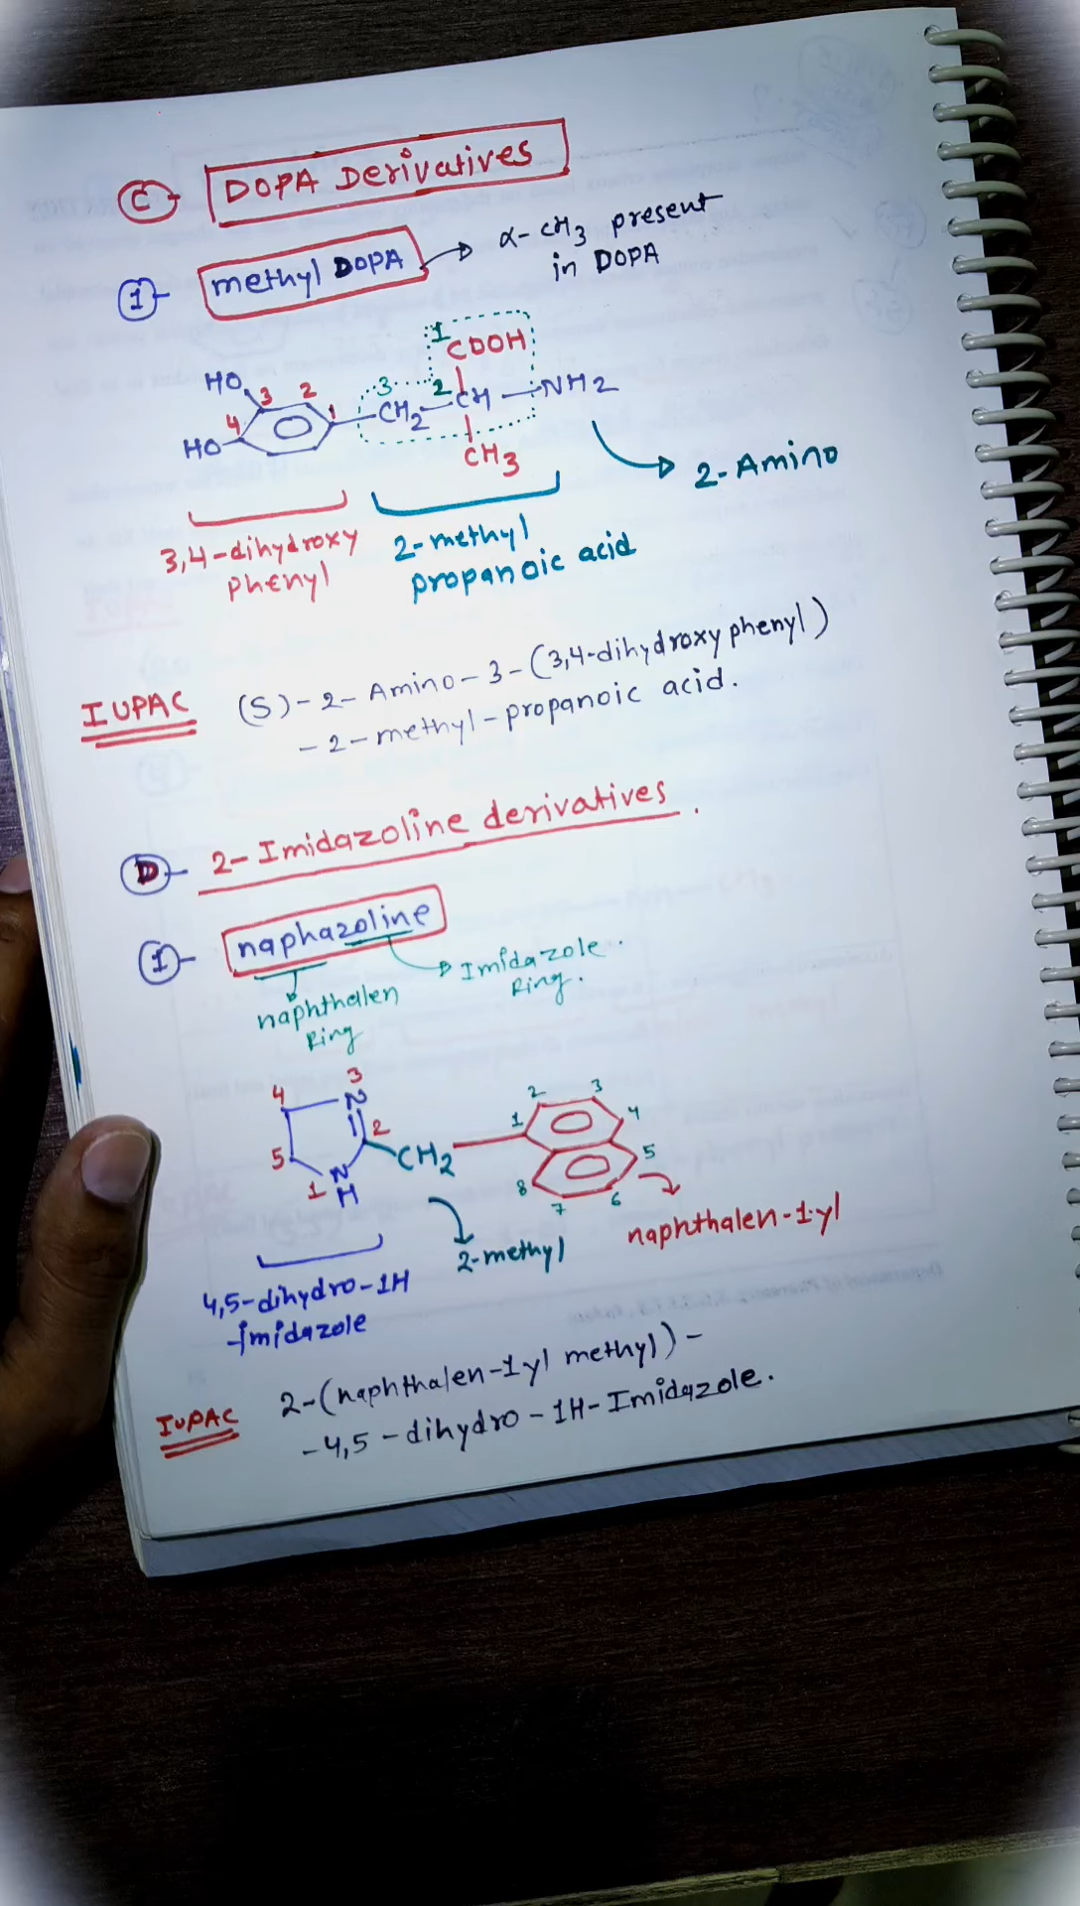 C DOPA Derivatives
1 methyl DOPA → α-CH3 present
in DOPA
1
COOH
HO 3 2 3 2
4 1 CH2 CH NH2
HO
CH3
2-Amino
3,4-dihydroxy
phenyl
2-methyl
propanoic acid
IUPAC (S)-2-Amino-3-(3,4-dihydroxyphenyl)
-2-methyl-propanoic acid.
D 2-Imidazoline derivatives.
1 naphazoline
Imidazole
Ring.
naphthalen
Ring
4 3
N
2
CH2
5
1 N
H
1 2 3 4
5 6 7 8
naphthalen-1-yl
2-methyl
4,5-dihydro-1H
-imidazole
IUPAC 2-(naphthalen-1yl methyl)-
-4,5-dihydro-1H-Imidazole.